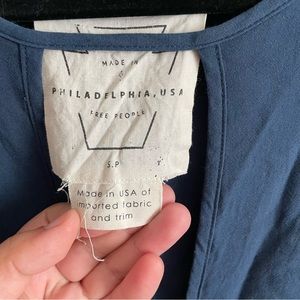 MADE IN
PHILADELPHIA, USA
FREE PEOPLE
S.P
Made in USA of
imported fabric
and trim